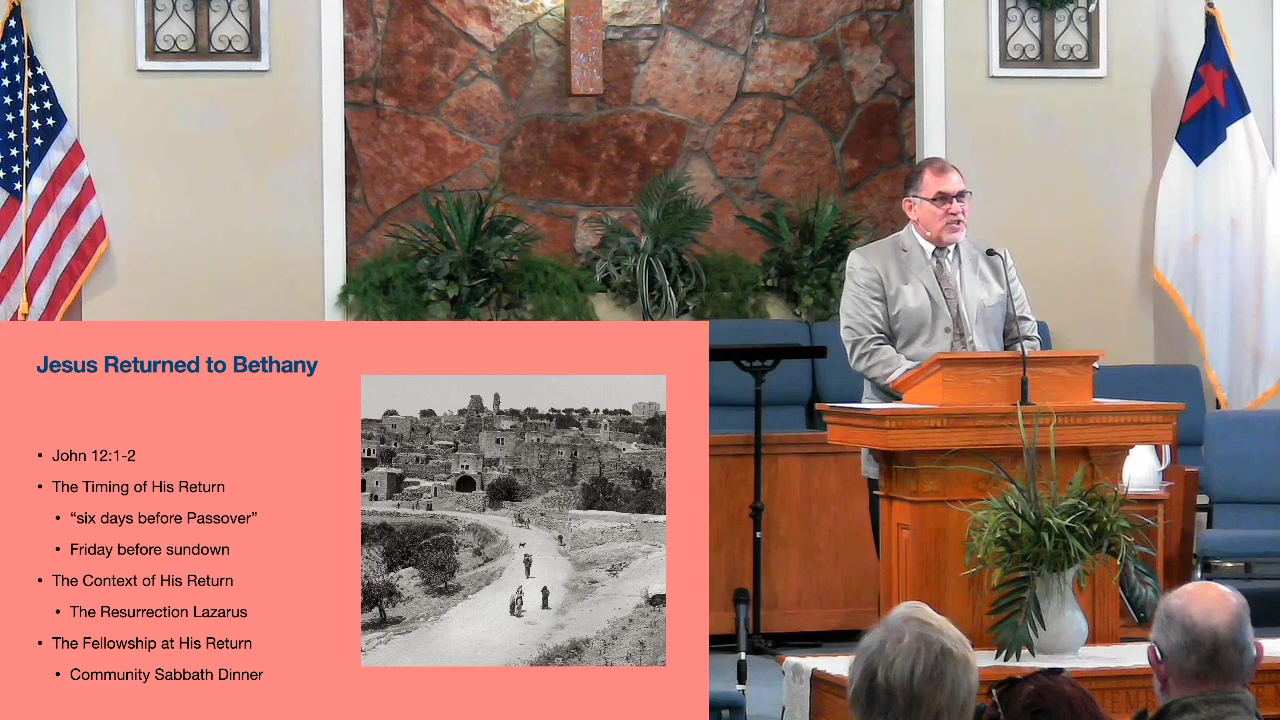 Jesus Returned to Bethany
• John 12:1-2
• The Timing of His Return
• “six days before Passover”
• Friday before sundown
• The Context of His Return
• The Resurrection Lazarus
• The Fellowship at His Return
• Community Sabbath Dinner